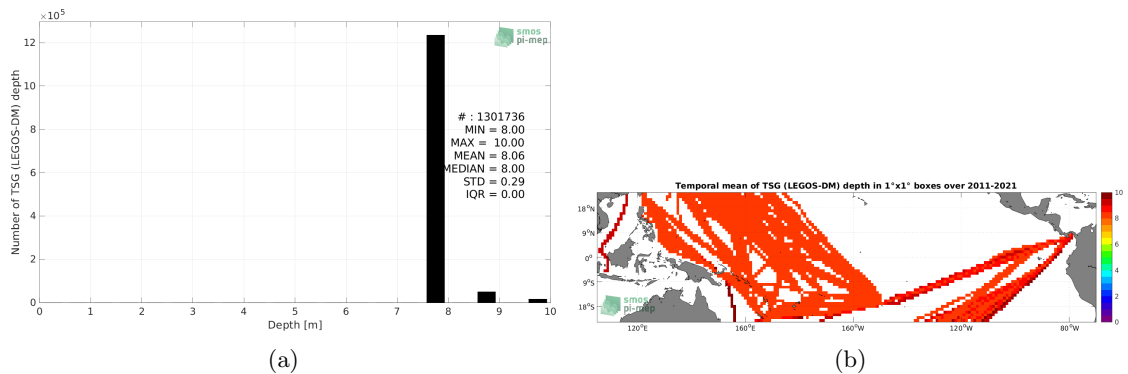 ×10^5
smos
pi-mep
12
10
8
6
4
2
0
Number of TSG (LEGOS-DM) depth
# : 1301736
MIN = 8.00
MAX = 10.00
MEAN = 8.06
MEDIAN = 8.00
STD = 0.29
IQR = 0.00
0 1 2 3 4 5 6 7 8 9 10
Depth [m]
(a)
Temporal mean of TSG (LEGOS-DM) depth in 1°x1° boxes over 2011-2021
18°N
9°N
0°
9°S
18°S
smos
pi-mep
120°E 160°E 160°W 120°W 80°W
10
8
6
4
2
0
(b)